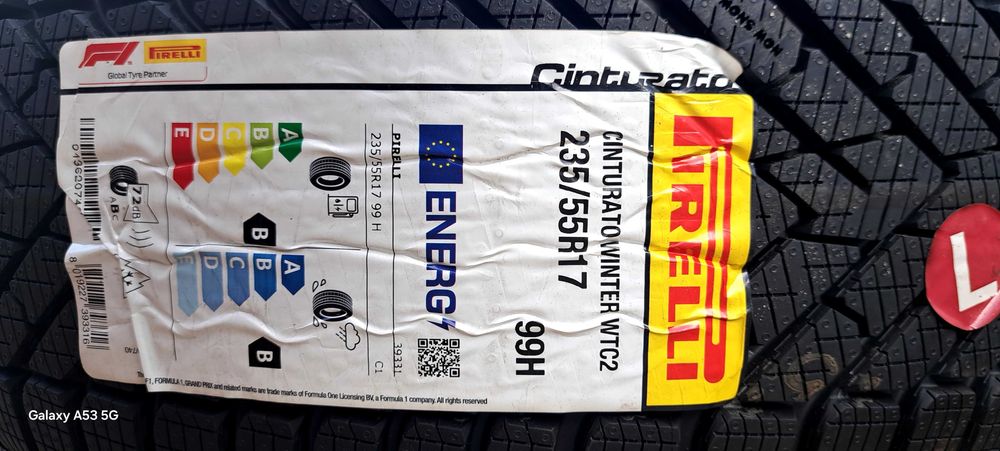 F1
PIRELLI
Global Tyre Partner
Cinturato
PIRELLI
CINTURATO WINTER WTC2
235/55R17 99H
ENERG
PIRELLI 39331
235/55R17 99 H C1
A
B
C
D
E
B
A
B
C
D
E
B
72dB
ABC
8 019227 393316
F1, FORMULA 1, GRAND PRIX and related marks are trade marks of Formula One Licensing BV, a Formula 1 company. All rights reserved
L
Galaxy A53 5G